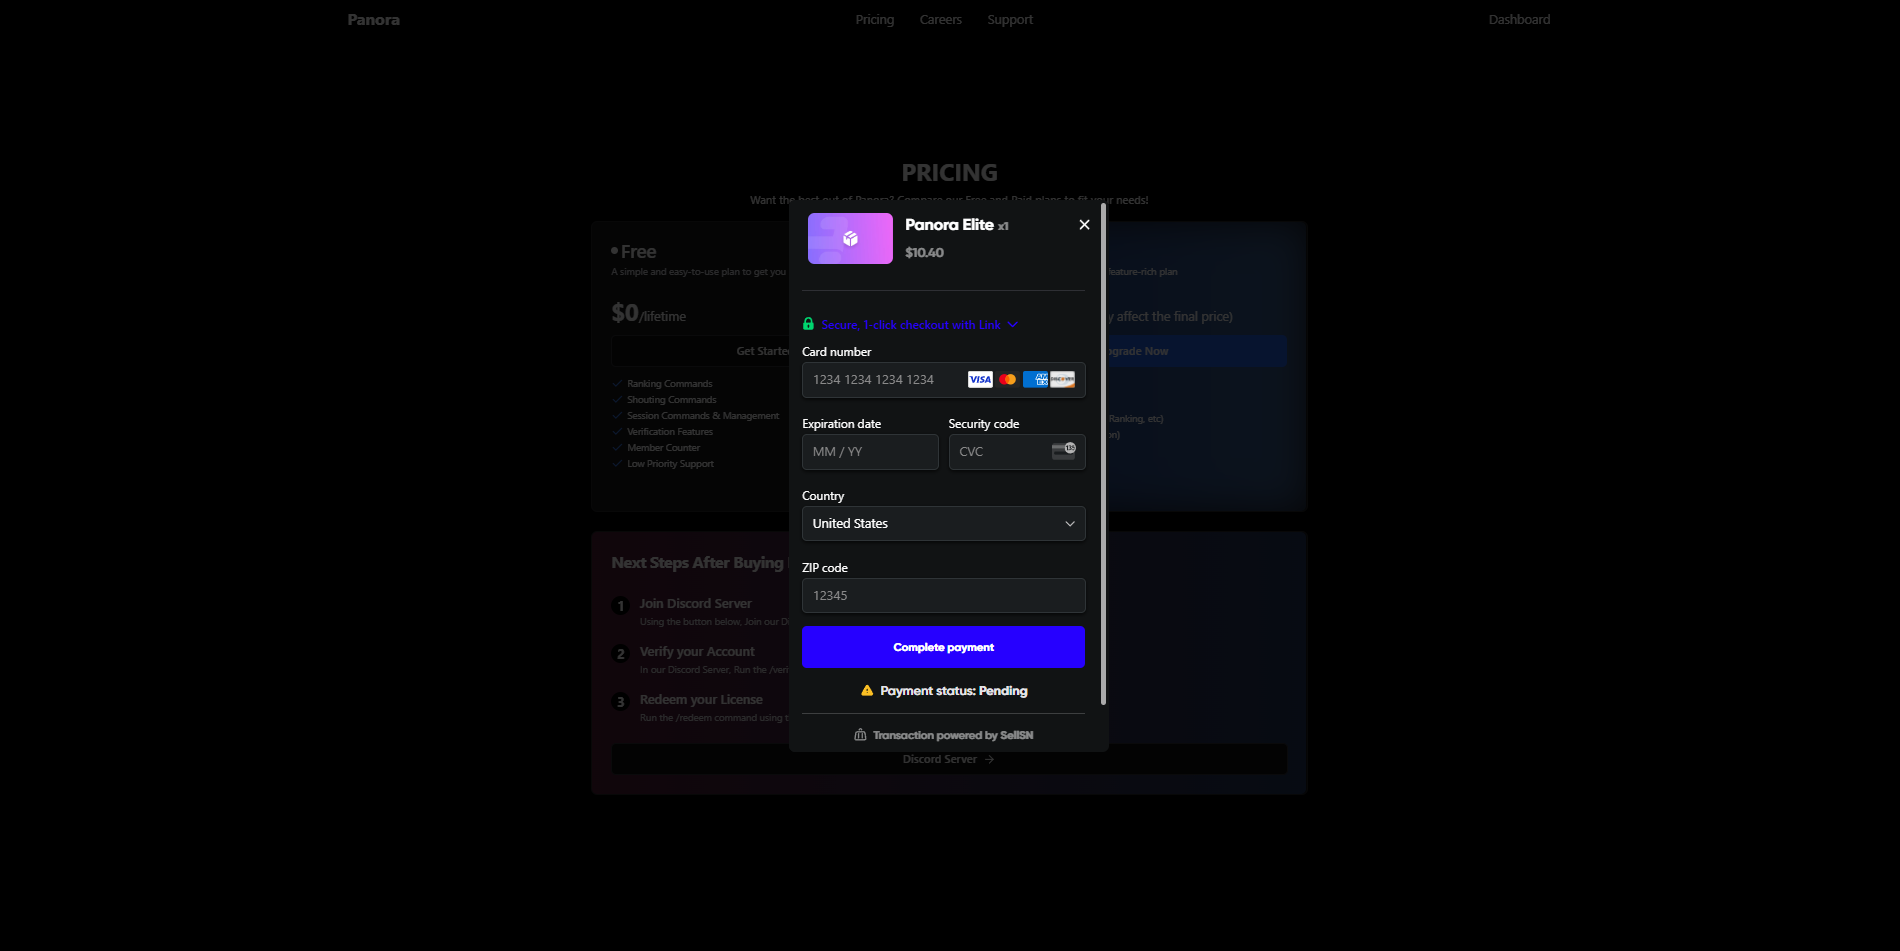 Panora
Pricing
Careers
Support
Dashboard
PRICING
Want the best out of Panora? Compare our Free and Paid plans to fit your needs!
Free
A simple and easy-to-use plan to get you
$0/lifetime
Get Starte
Ranking Commands
Shouting Commands
Session Commands & Management
Verification Features
Member Counter
Low Priority Support
feature-rich plan
y affect the final price)
grade Now
Ranking, etc)
on)
Panora Elite x1
$10.40
Secure, 1-click checkout with Link
Card number
1234 1234 1234 1234
VISA
AM EX
DISCOVER
Expiration date
Security code
MM / YY
CVC
135
Country
United States
ZIP code
12345
Complete payment
Payment status: Pending
Transaction powered by SellSN
Next Steps After Buying
1
Join Discord Server
Using the button below, Join our Di
2
Verify your Account
In our Discord Server, Run the /veri
3
Redeem your License
Run the /redeem command using t
Discord Server →